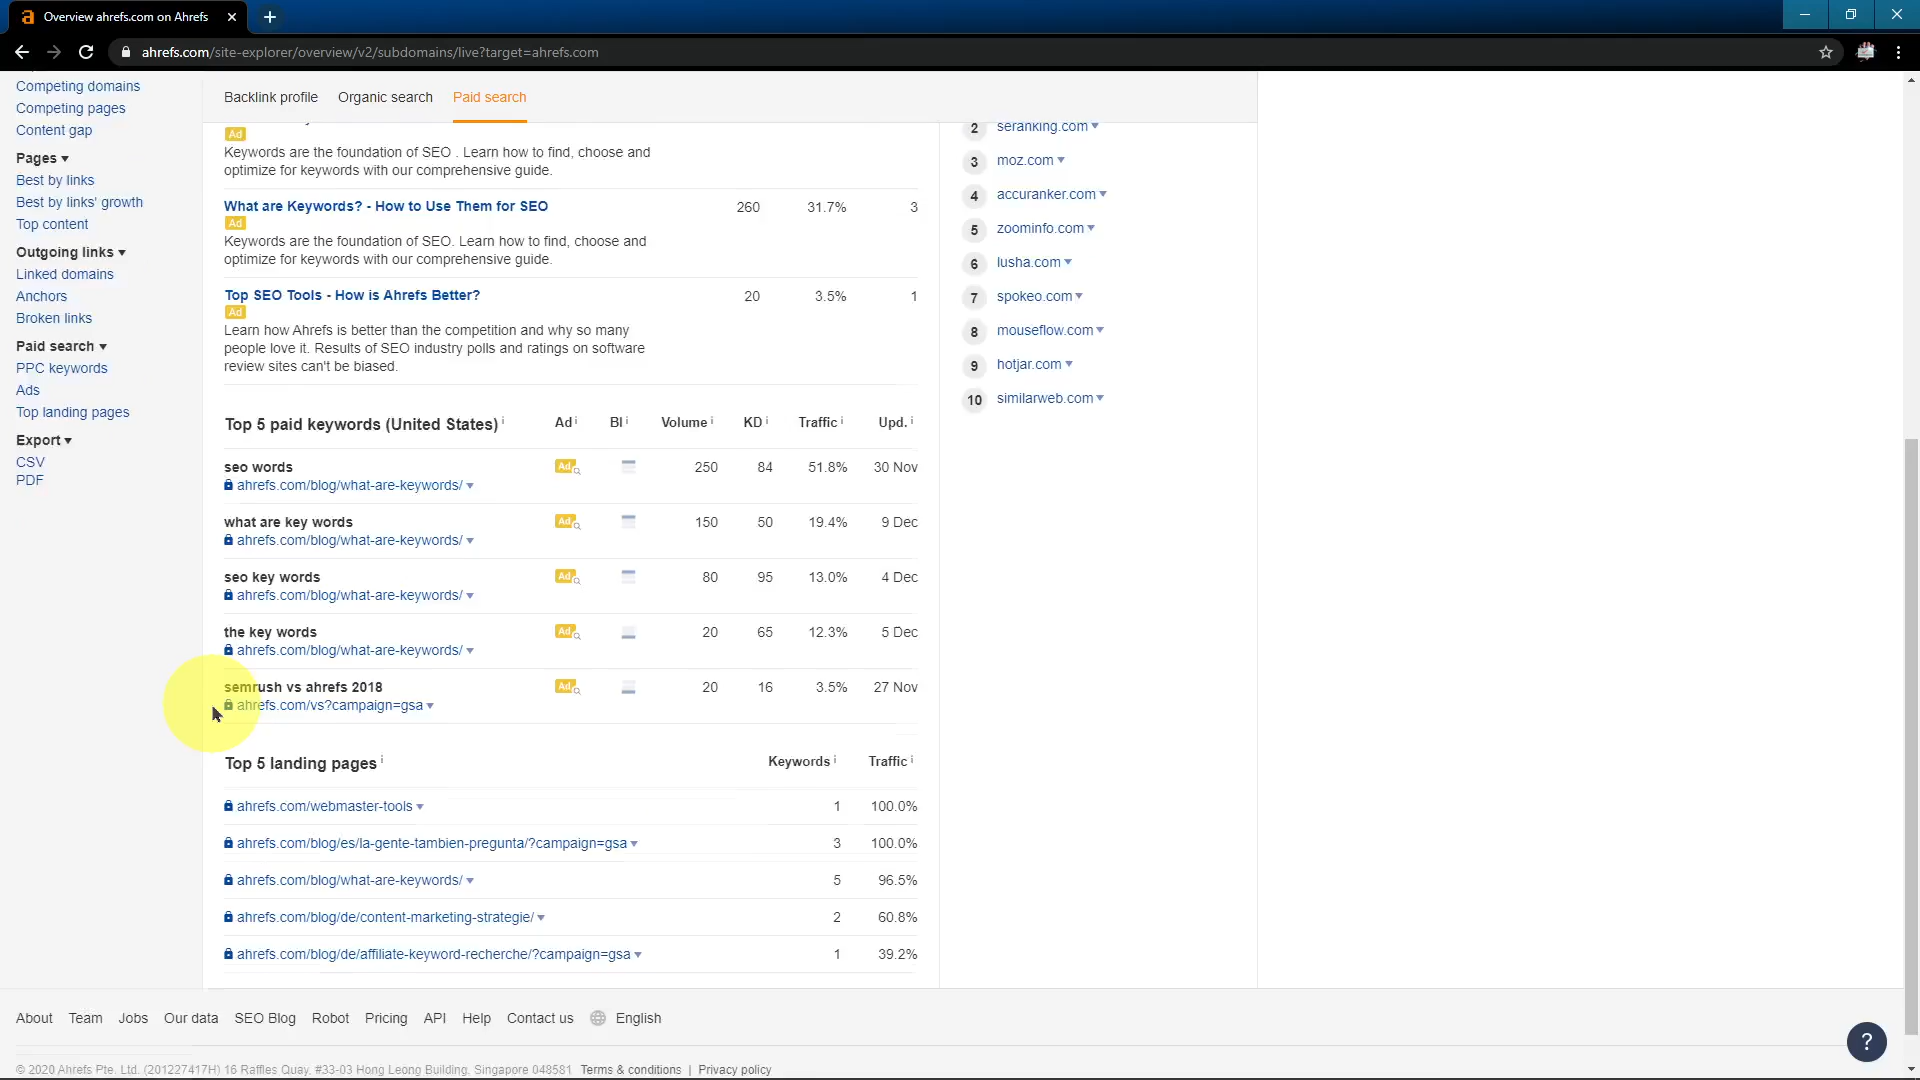 Overview ahrefs.com on Ahrefs
ahrefs.com/site-explorer/overview/v2/subdomains/live?target=ahrefs.com
Competing domains
Competing pages
Content gap
Pages
Best by links
Best by links' growth
Top content
Outgoing links
Linked domains
Anchors
Broken links
Paid search
PPC keywords
Ads
Top landing pages
Export
CSV
PDF
Backlink profile Organic search Paid search
Ad
Keywords are the foundation of SEO . Learn how to find, choose and
optimize for keywords with our comprehensive guide.
What are Keywords? - How to Use Them for SEO 260 31.7% 3
Ad
Keywords are the foundation of SEO. Learn how to find, choose and
optimize for keywords with our comprehensive guide.
Top SEO Tools - How is Ahrefs Better? 20 3.5% 1
Ad
Learn how Ahrefs is better than the competition and why so many
people love it. Results of SEO industry polls and ratings on software
review sites can't be biased.
Top 5 paid keywords (United States) i Ad i Bl i Volume i KD i Traffic i Upd. i
seo words Ad 250 84 51.8% 30 Nov
ahrefs.com/blog/what-are-keywords/
what are key words Ad 150 50 19.4% 9 Dec
ahrefs.com/blog/what-are-keywords/
seo key words Ad 80 95 13.0% 4 Dec
ahrefs.com/blog/what-are-keywords/
the key words Ad 20 65 12.3% 5 Dec
ahrefs.com/blog/what-are-keywords/
semrush vs ahrefs 2018 Ad 20 16 3.5% 27 Nov
ahrefs.com/vs?campaign=gsa
Top 5 landing pages i Keywords i Traffic i
ahrefs.com/webmaster-tools 1 100.0%
ahrefs.com/blog/es/la-gente-tambien-pregunta/?campaign=gsa 3 100.0%
ahrefs.com/blog/what-are-keywords/ 5 96.5%
ahrefs.com/blog/de/content-marketing-strategie/ 2 60.8%
ahrefs.com/blog/de/affiliate-keyword-recherche/?campaign=gsa 1 39.2%
2 seranking.com
3 moz.com
4 accuranker.com
5 zoominfo.com
6 lusha.com
7 spokeo.com
8 mouseflow.com
9 hotjar.com
10 similarweb.com
About Team Jobs Our data SEO Blog Robot Pricing API Help Contact us English
?
© 2020 Ahrefs Pte. Ltd. (201227417H) 16 Raffles Quay, #33-03 Hong Leong Building, Singapore 048581 Terms & conditions | Privacy policy